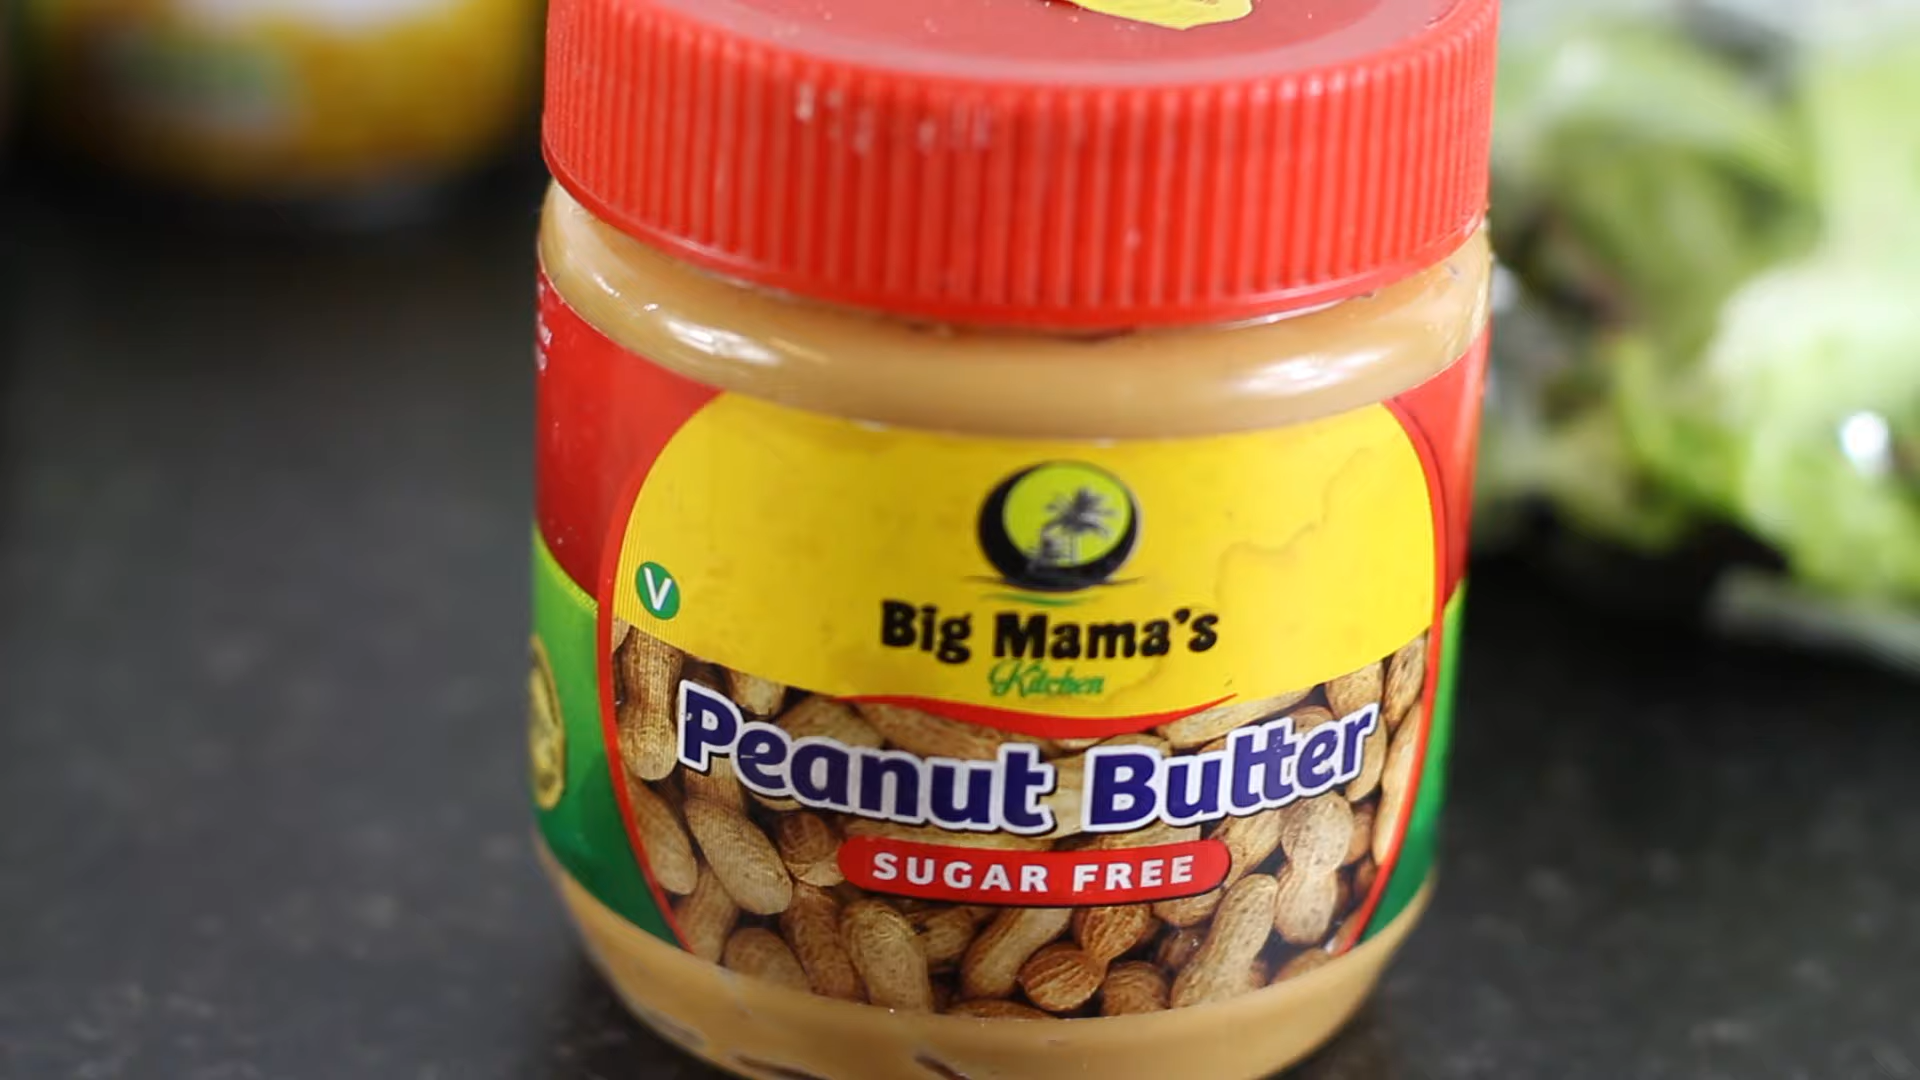 V
Big Mama's
Kitchen
Peanut Butter
SUGAR FREE